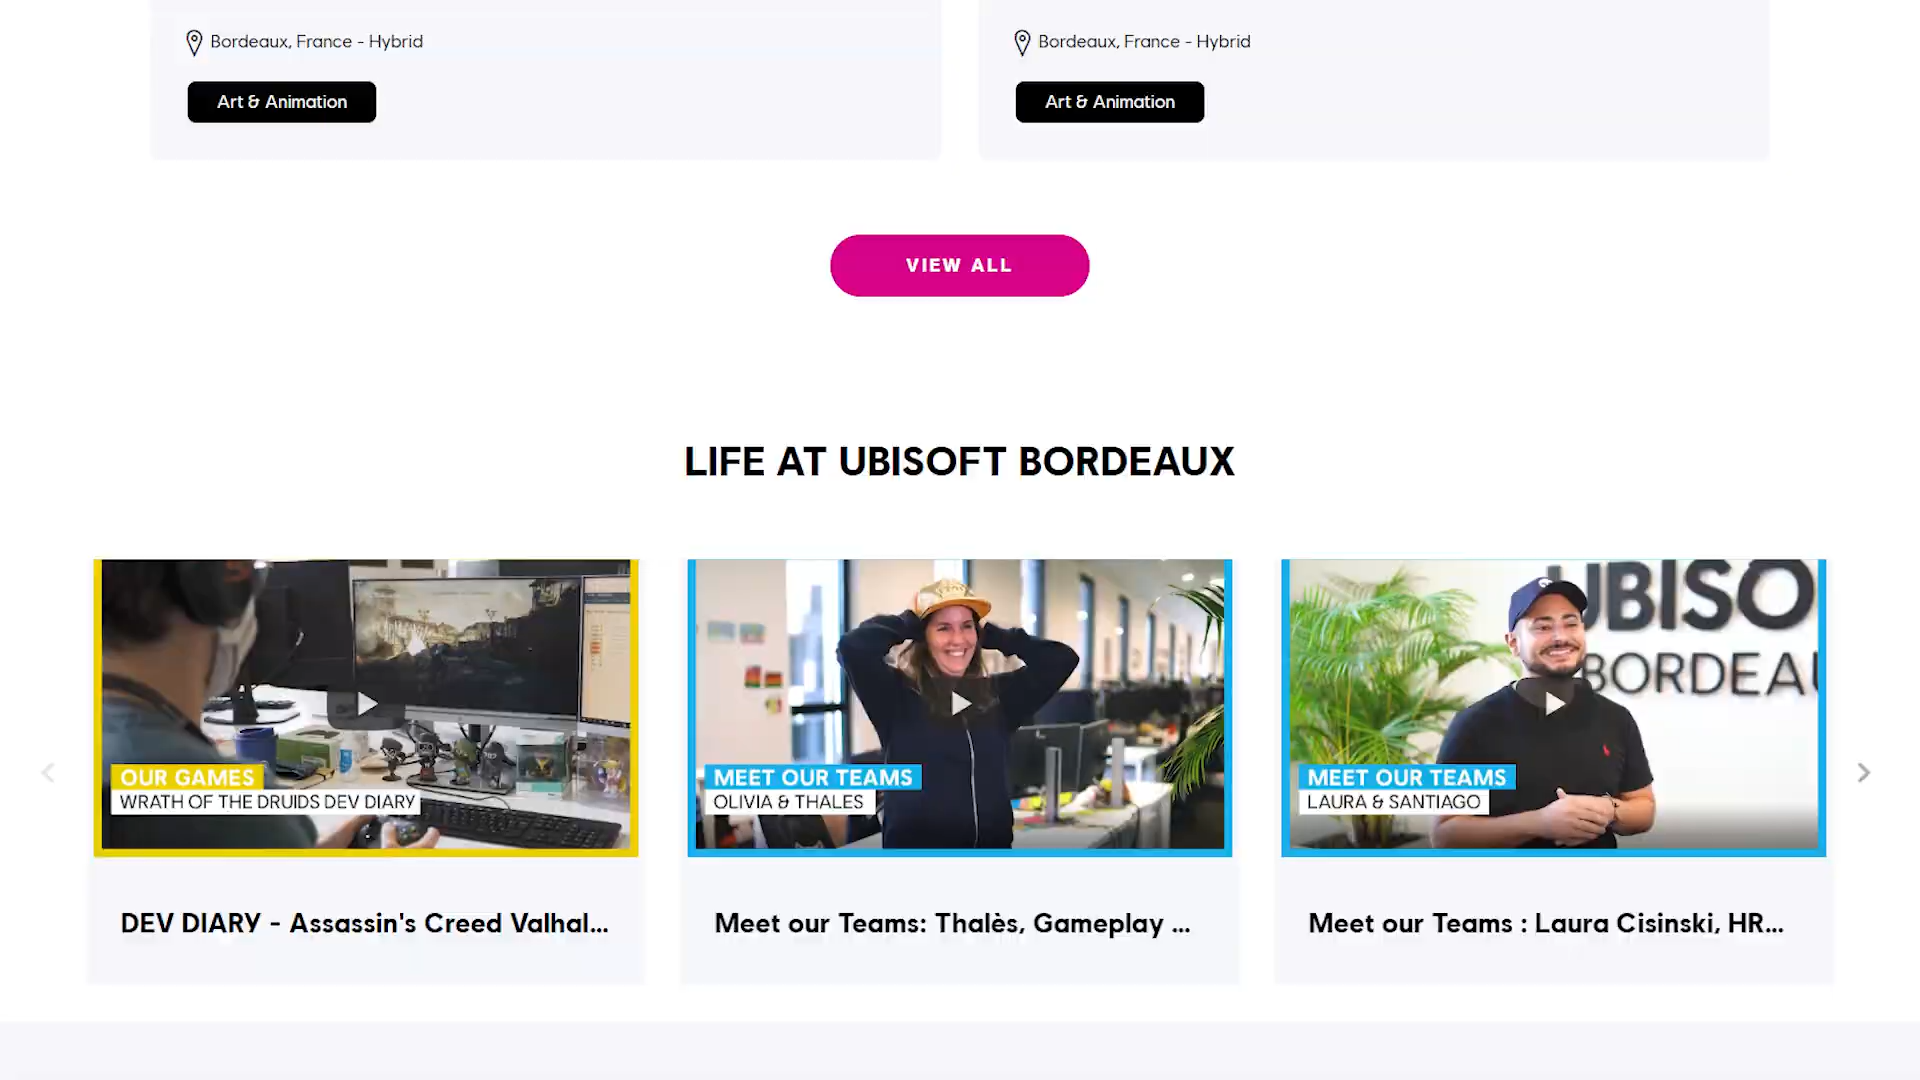 Bordeaux, France - Hybrid
Bordeaux, France - Hybrid
Art & Animation
Art & Animation
VIEW ALL
LIFE AT UBISOFT BORDEAUX
OUR GAMES
WRATH OF THE DRUIDS DEV DIARY
MEET OUR TEAMS
OLIVIA & THALES
UBISO
BORDEAU
MEET OUR TEAMS
LAURA & SANTIAGO
DEV DIARY - Assassin's Creed Valhal...
Meet our Teams: Thalès, Gameplay ...
Meet our Teams : Laura Cisinski, HR...